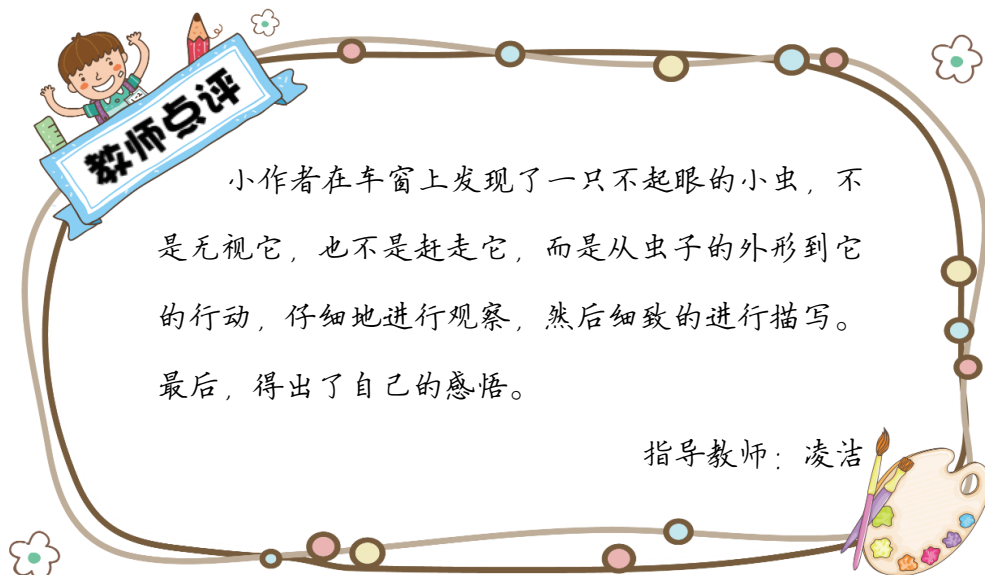 教师点评
小作者在车窗上发现了一只不起眼的小虫，不
是无视它，也不是赶走它，而是从虫子的外形到它
的行动，仔细地进行观察，然后细致的进行描写。
最后，得出了自己的感悟。
指导教师：凌洁